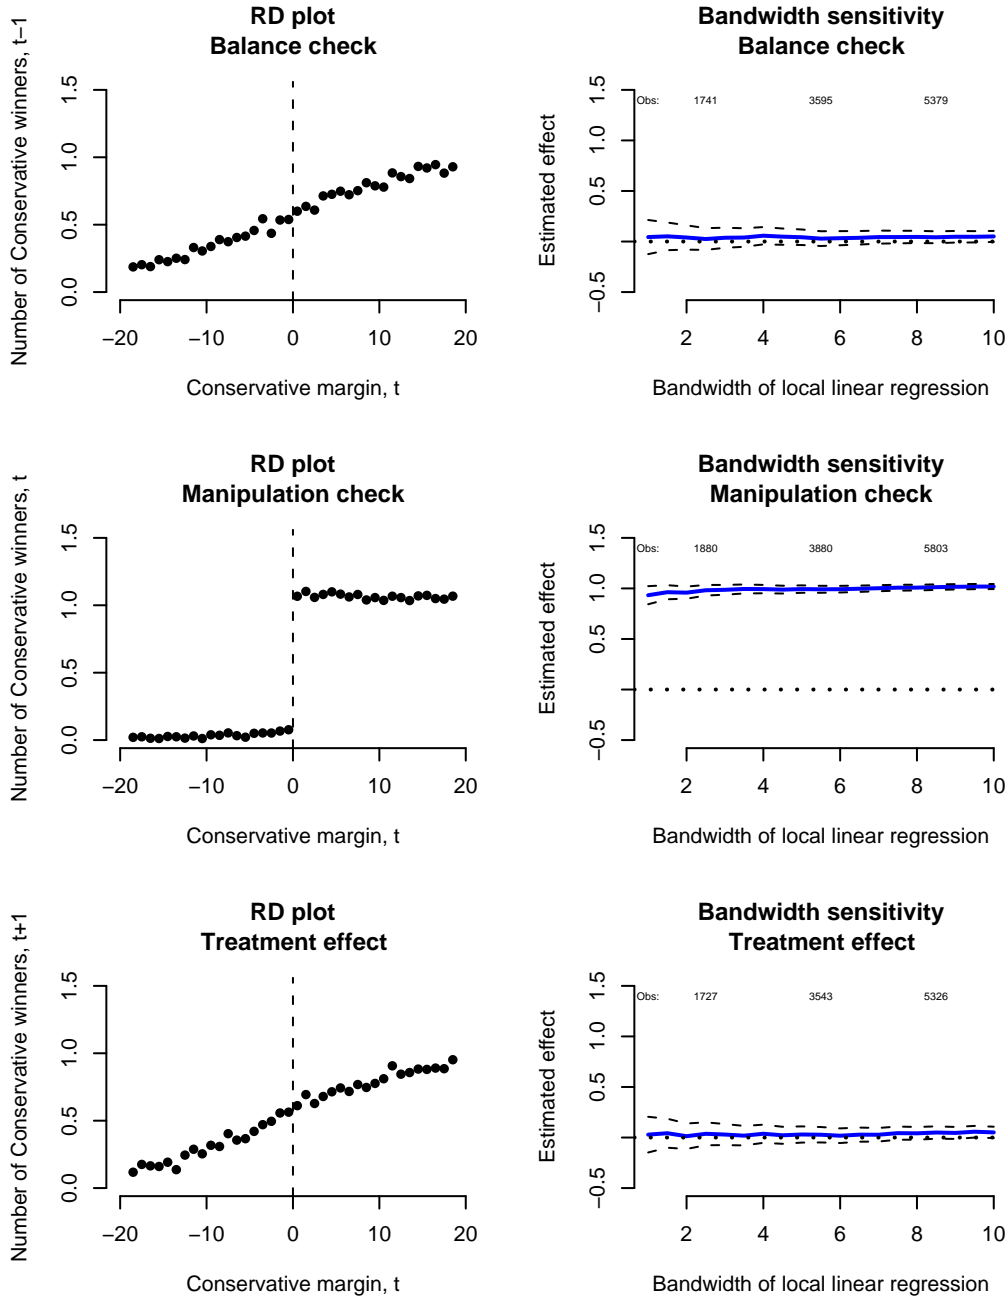 RD plot
Balance check
Number of Conservative winners, t−1
1.5
1.0
0.5
0.0
−20 −10 0 10 20
Conservative margin, t
Bandwidth sensitivity
Balance check
Estimated effect
1.5
1.0
0.5
−0.5
Obs: 1741 3595 5379
2 4 6 8 10
Bandwidth of local linear regression
RD plot
Manipulation check
Number of Conservative winners, t
1.5
1.0
0.5
0.0
−20 −10 0 10 20
Conservative margin, t
Bandwidth sensitivity
Manipulation check
Estimated effect
1.5
1.0
0.5
−0.5
Obs: 1880 3880 5803
2 4 6 8 10
Bandwidth of local linear regression
RD plot
Treatment effect
Number of Conservative winners, t+1
1.5
1.0
0.5
0.0
−20 −10 0 10 20
Conservative margin, t
Bandwidth sensitivity
Treatment effect
Estimated effect
1.5
1.0
0.5
−0.5
Obs: 1727 3543 5326
2 4 6 8 10
Bandwidth of local linear regression